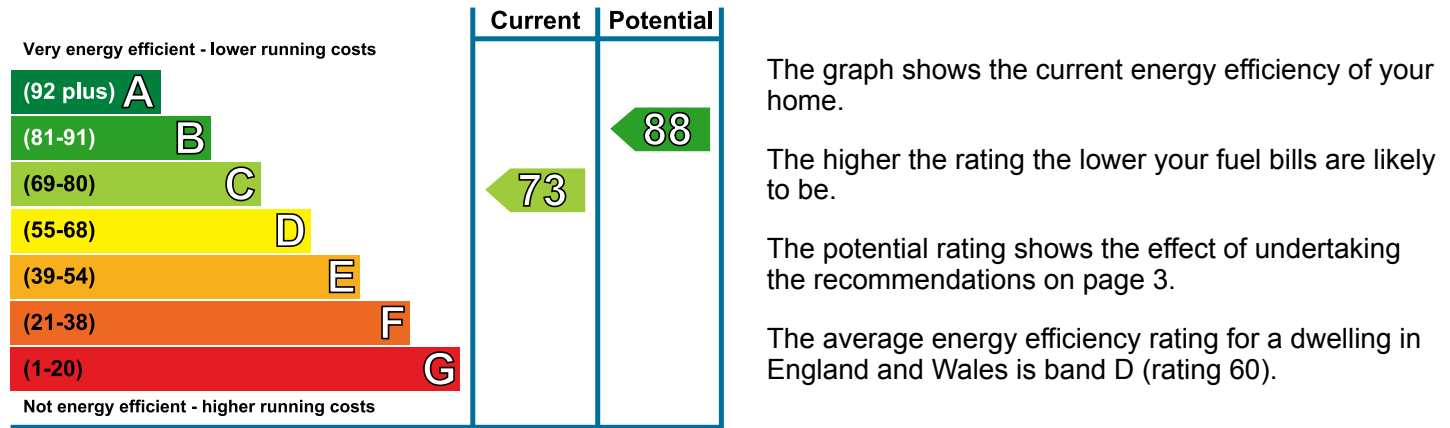 Current Potential
Very energy efficient - lower running costs
(92 plus) A
(81-91) B
88
(69-80) C
73
(55-68) D
(39-54) E
(21-38) F
(1-20) G
Not energy efficient - higher running costs
The graph shows the current energy efficiency of your
home.
The higher the rating the lower your fuel bills are likely
to be.
The potential rating shows the effect of undertaking
the recommendations on page 3.
The average energy efficiency rating for a dwelling in
England and Wales is band D (rating 60).